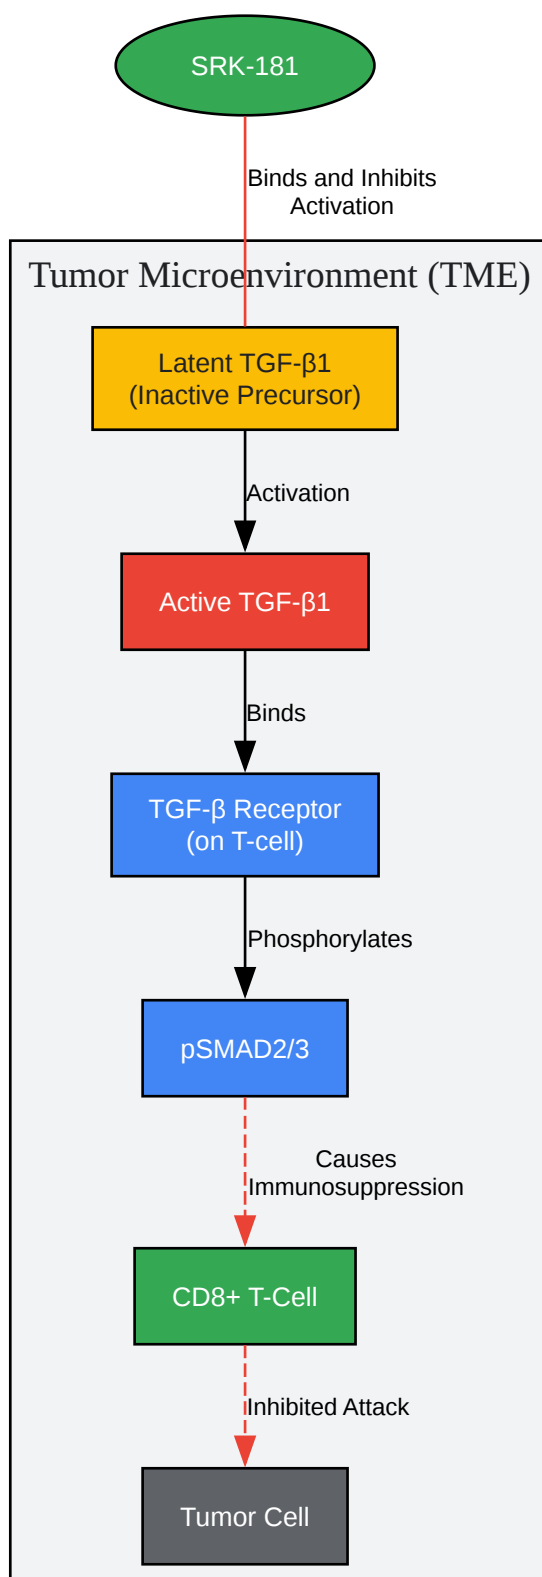 SRK-181
Binds and Inhibits
Activation
Tumor Microenvironment (TME)
Latent TGF-β1
(Inactive Precursor)
Activation
Active TGF-β1
Binds
TGF-β Receptor
(on T-cell)
Phosphorylates
pSMAD2/3
Causes
Immunosuppression
CD8+ T-Cell
Inhibited Attack
Tumor Cell